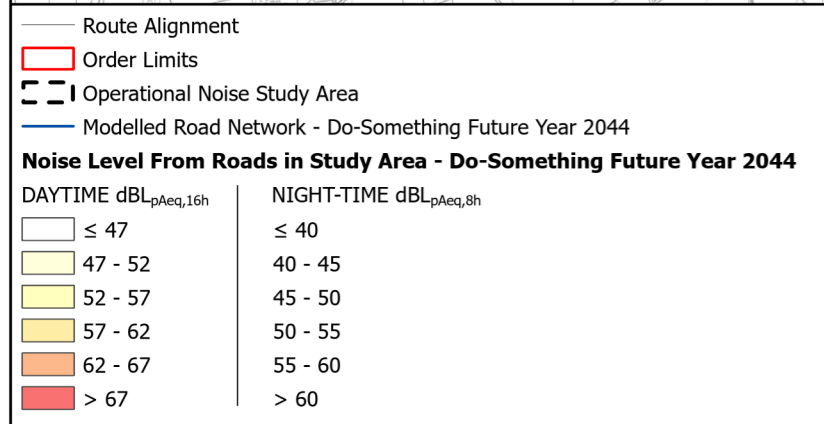 Route Alignment
Order Limits
Operational Noise Study Area
Modelled Road Network - Do-Something Future Year 2044
Noise Level From Roads in Study Area - Do-Something Future Year 2044
DAYTIME dBLpAeq,16h NIGHT-TIME dBLpAeq,8h
≤ 47 ≤ 40
47 - 52 40 - 45
52 - 57 45 - 50
57 - 62 50 - 55
62 - 67 55 - 60
> 67 > 60